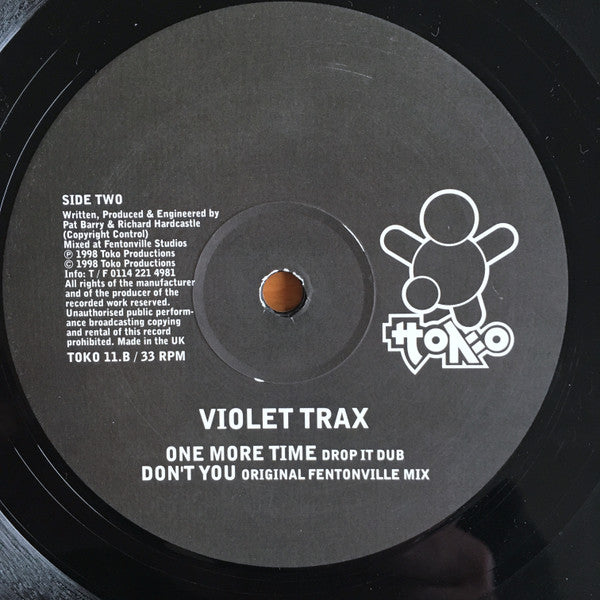 SIDE TWO
Written, Produced & Engineered by
Pat Barry & Richard Hardcastle
(Copyright Control)
Mixed at Fentonville Studios
℗ 1998 Toko Productions
© 1998 Toko Productions
Info: T / F 0114 221 4981
All rights of the manufacturer
and of the producer of the
recorded work reserved.
Unauthorised public perform-
ance broadcasting copying
and rental of this record
prohibited. Made in the UK
TOKO 11.B / 33 RPM
TOKO
VIOLET TRAX
ONE MORE TIME DROP IT DUB
DON'T YOU ORIGINAL FENTONVILLE MIX